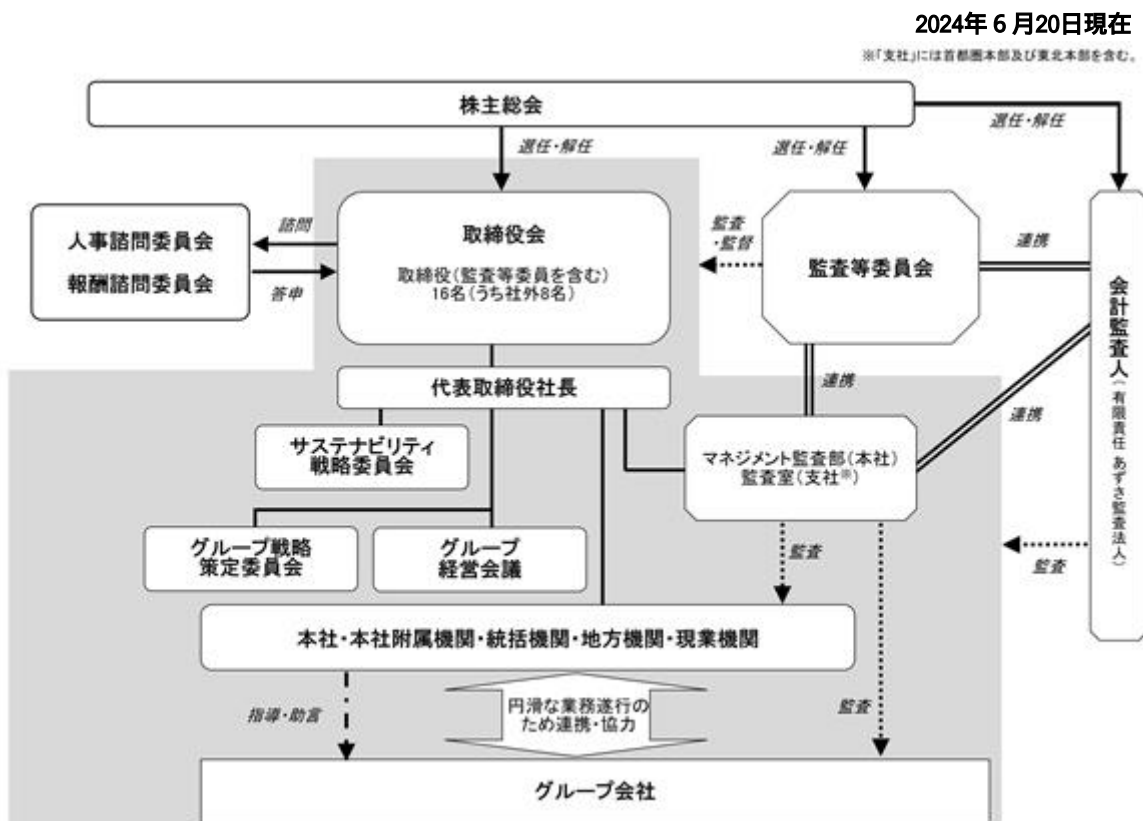 2024年6月20日現在
※「支社」には首都圏本部及び東北本部を含む。
株主総会
選任・解任
選任・解任
選任・解任
人事諮問委員会
報酬諮問委員会
諮問
答申
取締役会
取締役(監査等委員を含む)
16名(うち社外8名)
監査
・監督
監査等委員会
連携
会計監査人(有限責任 あずさ監査法人)
代表取締役社長
連携
連携
サステナビリティ
戦略委員会
マネジメント監査部(本社)
監査室(支社※)
グループ戦略
策定委員会
グループ
経営会議
監査
監査
本社・本社附属機関・統括機関・地方機関・現業機関
指導・助言
円滑な業務遂行の
ため連携・協力
監査
グループ会社